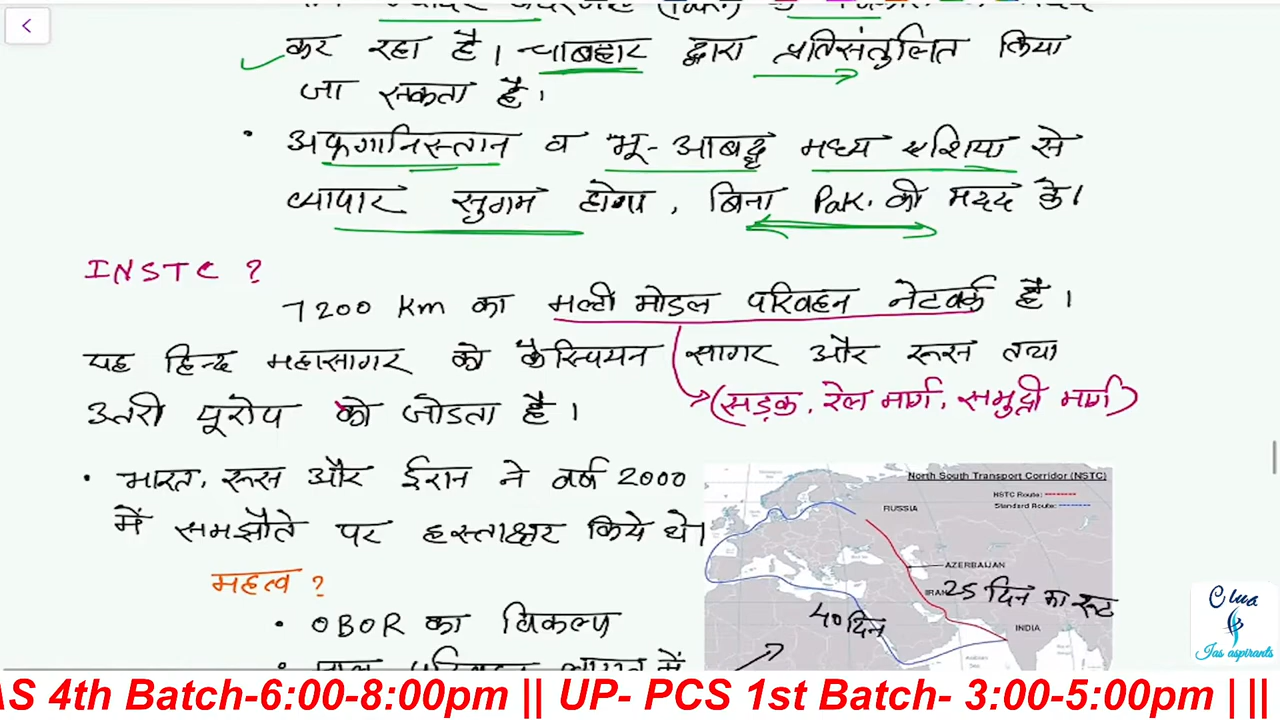 कर रहा है। चाबहार द्वारा प्रतिसंतुलित किया
जा सकता है।
• अफगानिस्तान व भू-आबद्ध मध्य एशिया से
व्यापार सुगम होगा, बिना Pak. की मदद के।
INSTC ?
7200 Km का मल्टी मोडल परिवहन नेटवर्क है।
यह हिन्द महासागर को कैस्पियन सागर और रूस तथा
(सड़क, रेल मार्ग, समुद्री मार्ग)
उतरी यूरोप को जोडता है।
• भारत, रूस और ईरान ने वर्ष 2000
में समझौते पर हस्ताक्षर किये थे।
महत्व ?
• OBOR का विकल्प
North South Transport Corridor (NSTC)
NSTC Route:
Standard Route:
RUSSIA
AZERBAIJAN
IRAN
25 दिन का रूट
40 दिन
INDIA
Clue
Jas aspirants
AS 4th Batch-6:00-8:00pm || UP- PCS 1st Batch- 3:00-5:00pm | ||